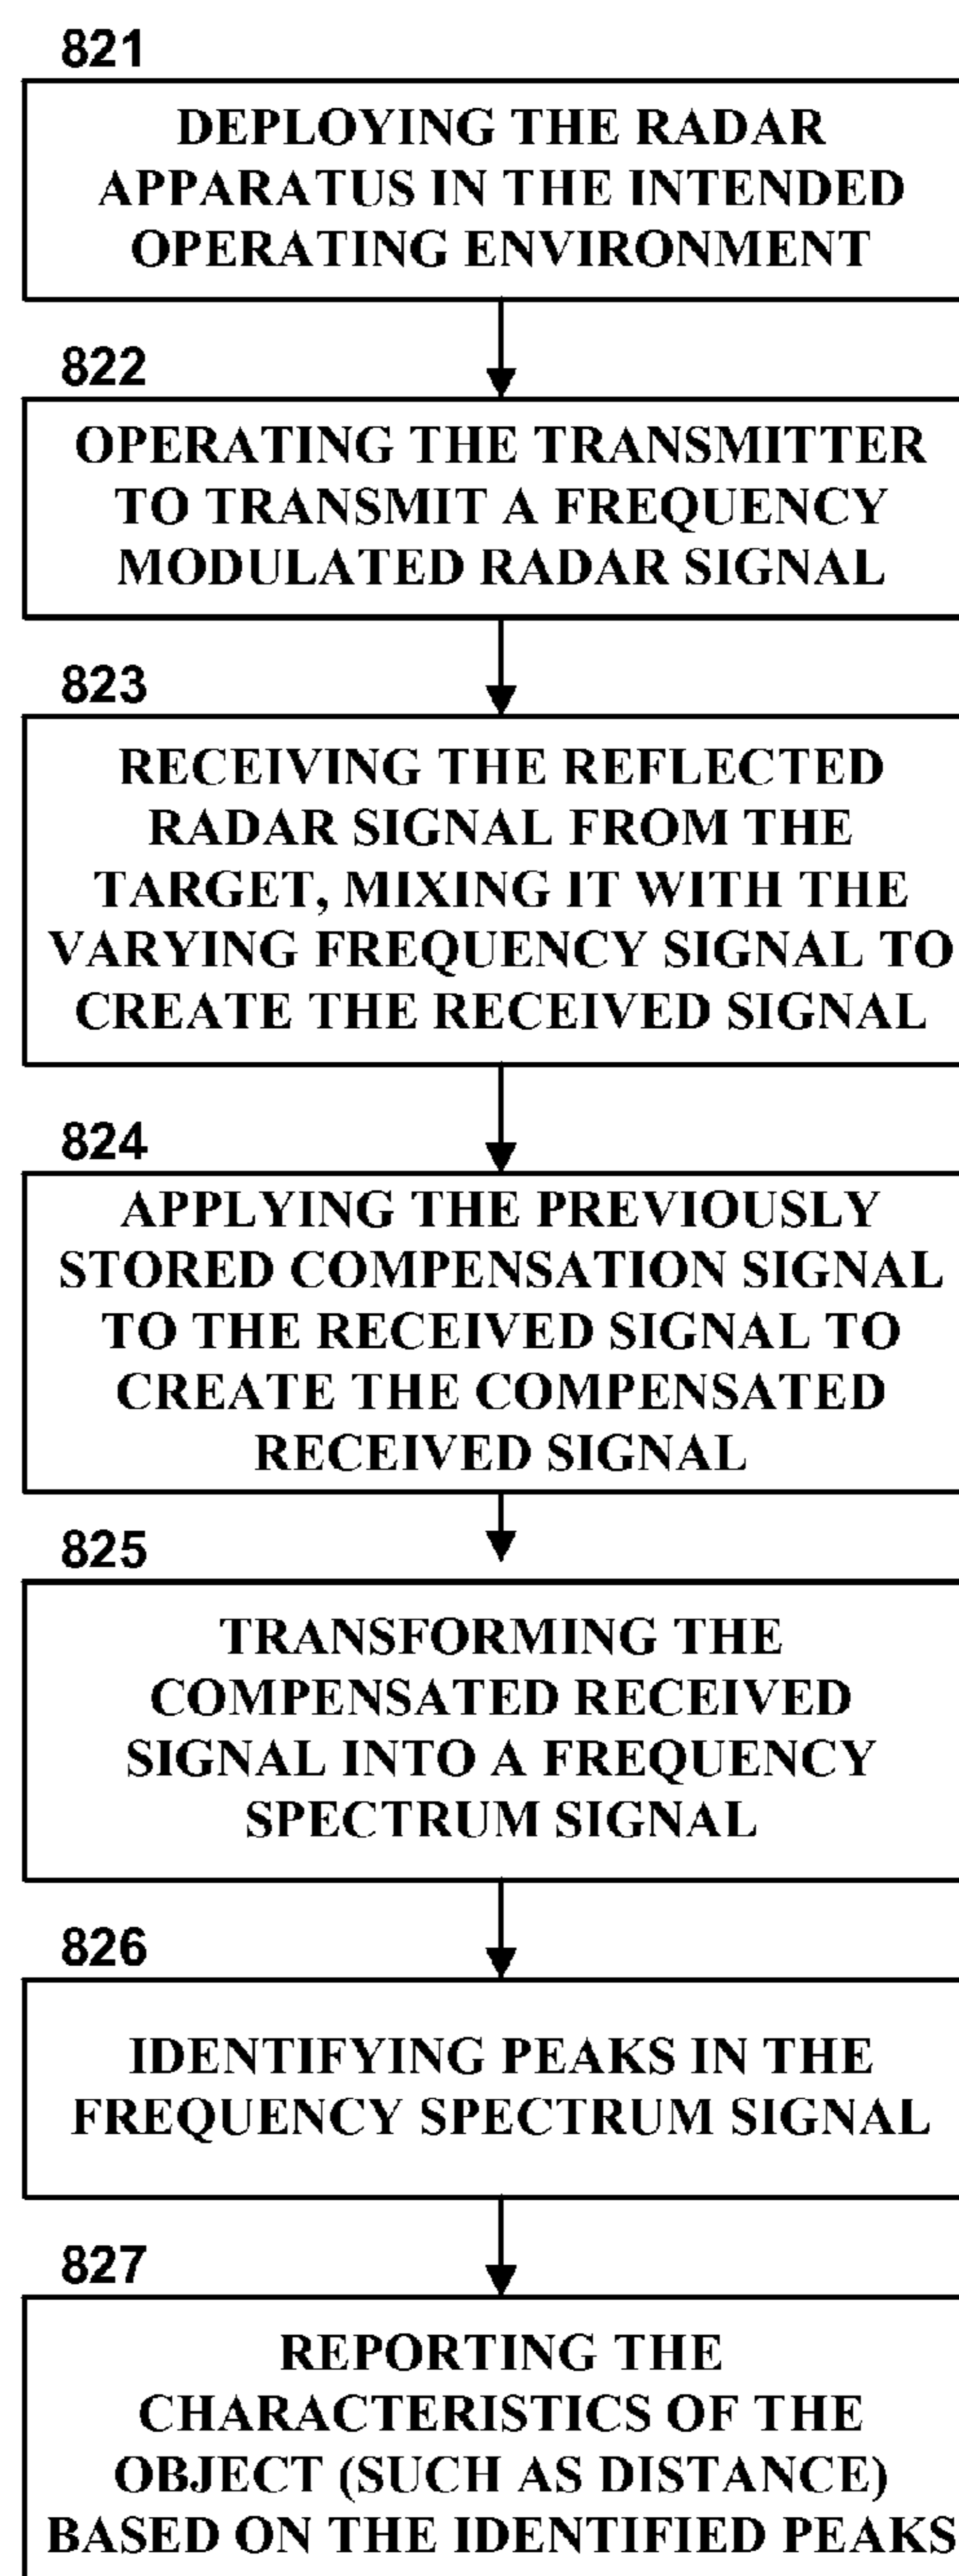 821
DEPLOYING THE RADAR
APPARATUS IN THE INTENDED
OPERATING ENVIRONMENT
822
OPERATING THE TRANSMITTER
TO TRANSMIT A FREQUENCY
MODULATED RADAR SIGNAL
823
RECEIVING THE REFLECTED
RADAR SIGNAL FROM THE
TARGET, MIXING IT WITH THE
VARYING FREQUENCY SIGNAL TO
CREATE THE RECEIVED SIGNAL
824
APPLYING THE PREVIOUSLY
STORED COMPENSATION SIGNAL
TO THE RECEIVED SIGNAL TO
CREATE THE COMPENSATED
RECEIVED SIGNAL
825
TRANSFORMING THE
COMPENSATED RECEIVED
SIGNAL INTO A FREQUENCY
SPECTRUM SIGNAL
826
IDENTIFYING PEAKS IN THE
FREQUENCY SPECTRUM SIGNAL
827
REPORTING THE
CHARACTERISTICS OF THE
OBJECT (SUCH AS DISTANCE)
BASED ON THE IDENTIFIED PEAKS